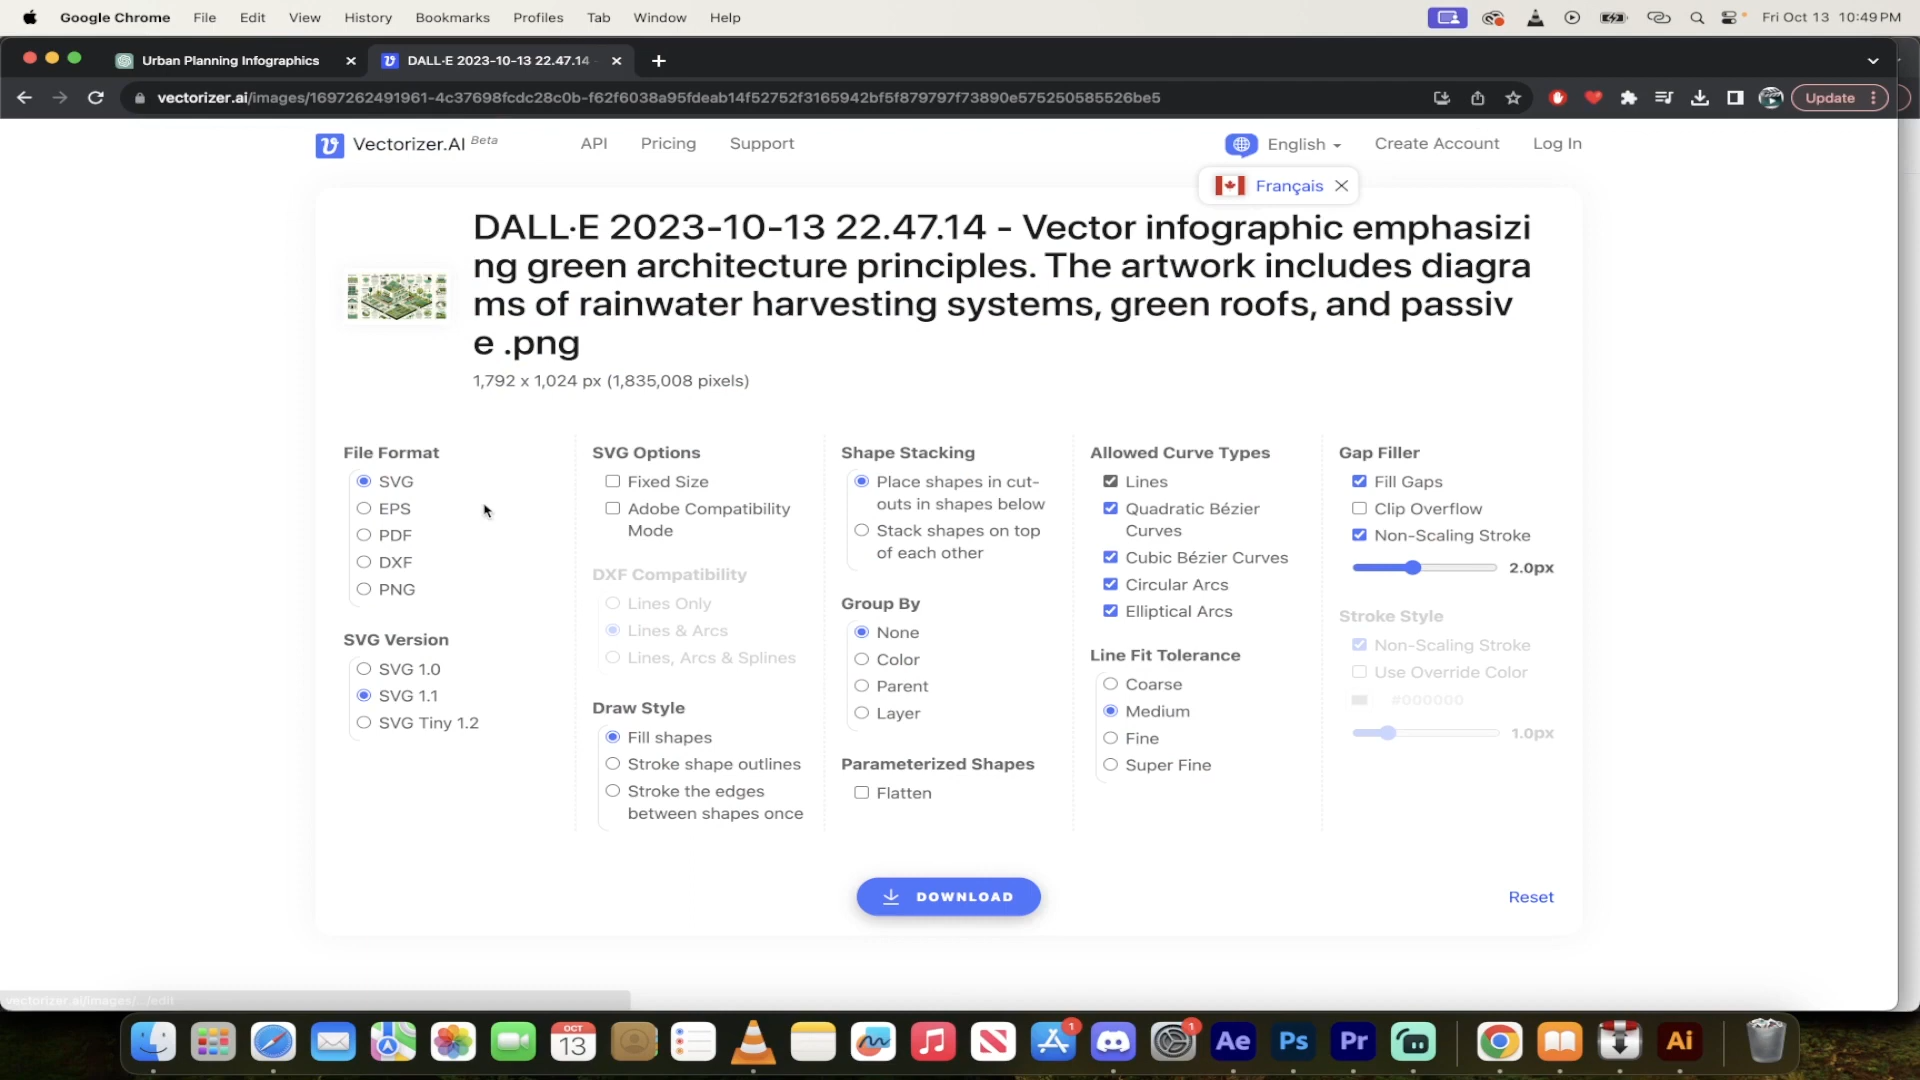 Google Chrome File Edit View History Bookmarks Profiles Tab Window Help Fri Oct 13 10:49 PM
Urban Planning Infographics DALL·E 2023-10-13 22.47.14
vectorizer.ai/images/1697262491961-4c37698fcdc28c0b-f62f6038a95fdeab14f52752f3165942bf5f879797f73890e575250585526be5 Update
Vectorizer.AI Beta API Pricing Support English Create Account Log In
Français
DALL·E 2023-10-13 22.47.14 - Vector infographic emphasizi
ng green architecture principles. The artwork includes diagra
ms of rainwater harvesting systems, green roofs, and passiv
e .png
1,792 x 1,024 px (1,835,008 pixels)
File Format
SVG
EPS
PDF
DXF
PNG
SVG Version
SVG 1.0
SVG 1.1
SVG Tiny 1.2
SVG Options
Fixed Size
Adobe Compatibility
Mode
DXF Compatibility
Lines Only
Lines & Arcs
Lines, Arcs & Splines
Draw Style
Fill shapes
Stroke shape outlines
Stroke the edges
between shapes once
Shape Stacking
Place shapes in cut-
outs in shapes below
Stack shapes on top
of each other
Group By
None
Color
Parent
Layer
Parameterized Shapes
Flatten
Allowed Curve Types
Lines
Quadratic Bézier
Curves
Cubic Bézier Curves
Circular Arcs
Elliptical Arcs
Line Fit Tolerance
Coarse
Medium
Fine
Super Fine
Gap Filler
Fill Gaps
Clip Overflow
Non-Scaling Stroke
2.0px
Stroke Style
Non-Scaling Stroke
Use Override Color
#000000
1.0px
DOWNLOAD
Reset
vectorizer.ai/images/.../edit
OCT
13
1
1
Ae
Ps
Pr
Ai